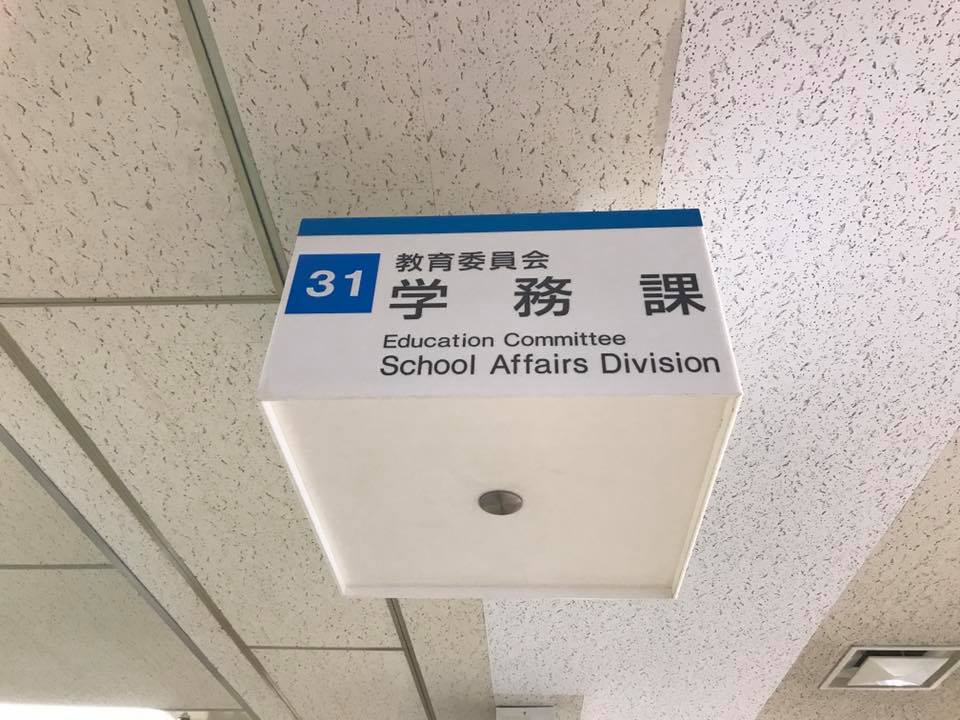 31
教育委員会
学務課
Education Committee
School Affairs Division